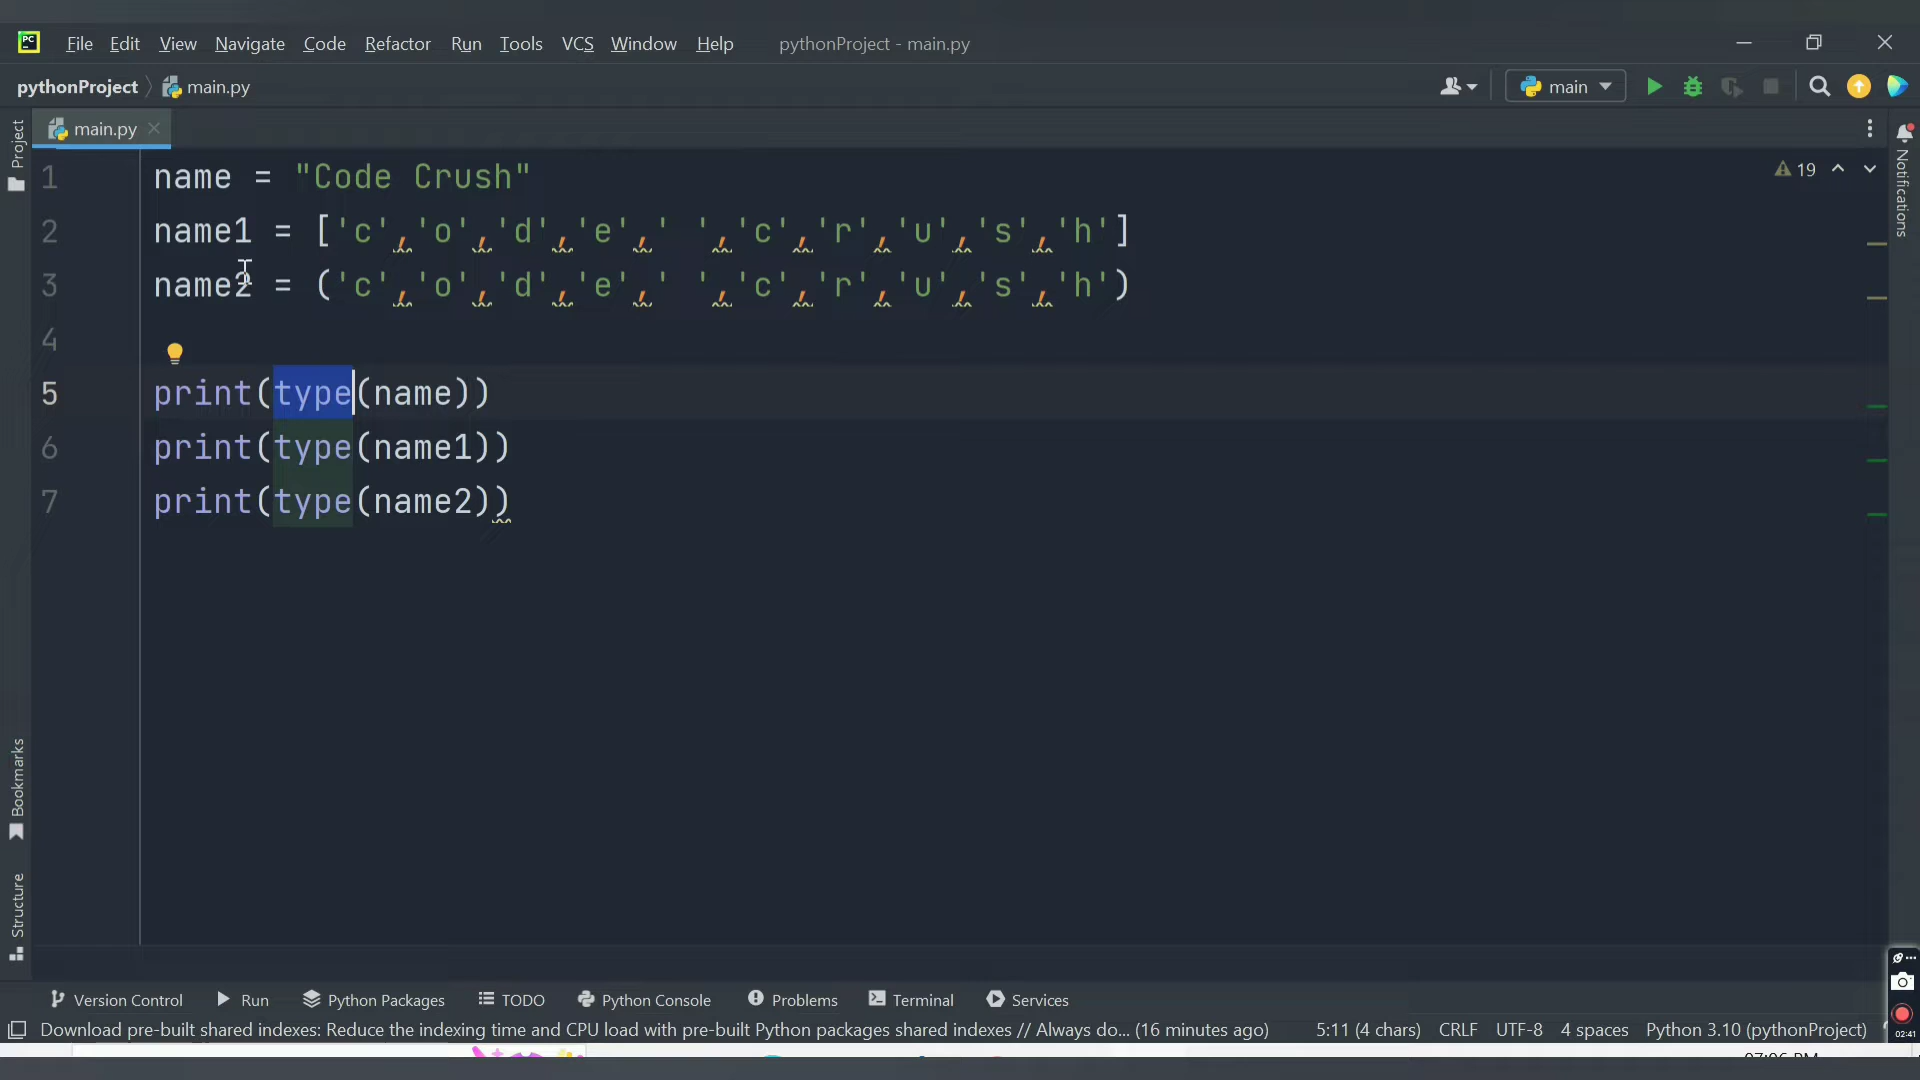 PC File Edit View Navigate Code Refactor Run Tools VCS Window Help pythonProject - main.py
pythonProject main.py main
main.py
Project
Notifications
19
1 name = "Code Crush"
2 name1 = ['c','o','d','e',' ','c','r','u','s','h']
3 name2 = ('c','o','d','e',' ','c','r','u','s','h')
4
5 print(type(name))
6 print(type(name1))
7 print(type(name2))
Bookmarks
Structure
Version Control Run Python Packages TODO Python Console Problems Terminal Services
Download pre-built shared indexes: Reduce the indexing time and CPU load with pre-built Python packages shared indexes // Always do... (16 minutes ago) 5:11 (4 chars) CRLF UTF-8 4 spaces Python 3.10 (pythonProject)
02:41